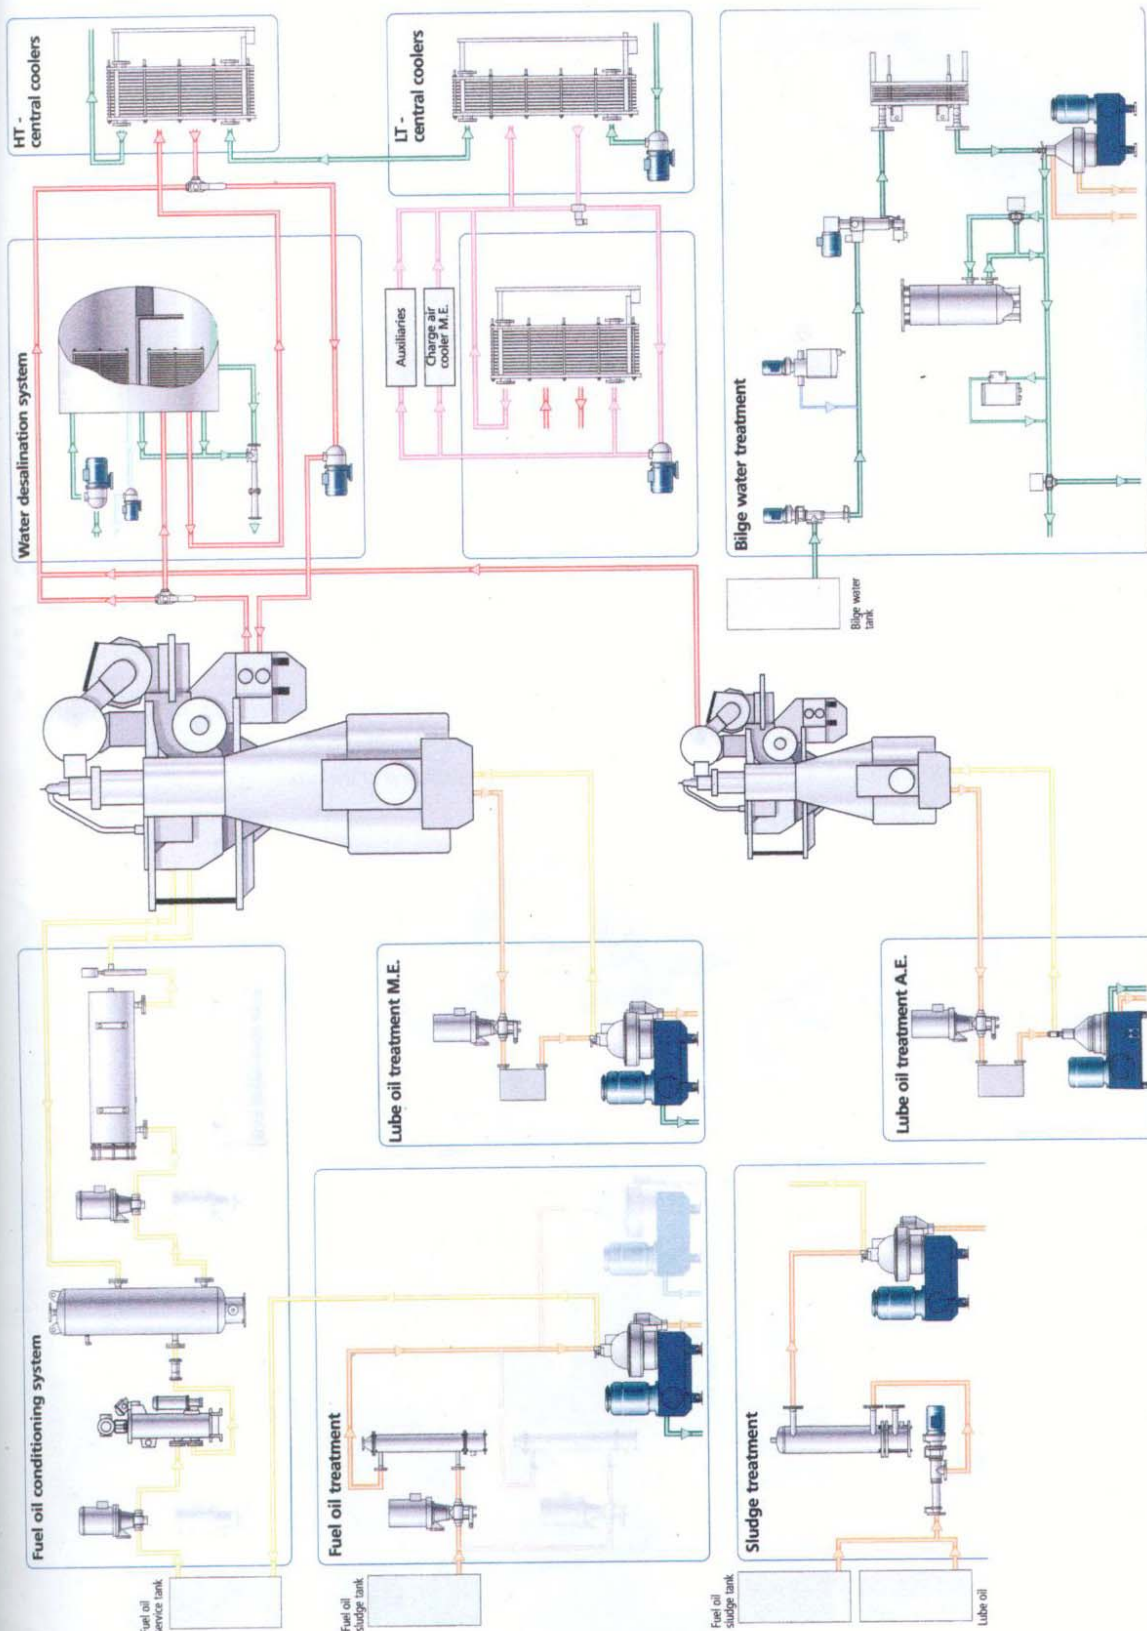 HT -
central coolers
LT -
central coolers
Water desalination system
Auxiliaries
Charge air
cooler M.E.
Bilge water treatment
Bilge water
tank
Fuel oil conditioning system
Lube oil treatment M.E.
Lube oil treatment A.E.
Fuel oil treatment
Sludge treatment
Fuel oil
service tank
Fuel oil
sludge tank
Fuel oil
sludge tank
Lube oil